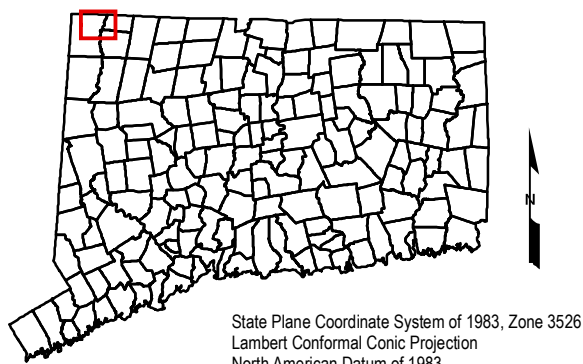 N
State Plane Coordinate System of 1983, Zone 3526
Lambert Conformal Conic Projection
North American Datum of 1983